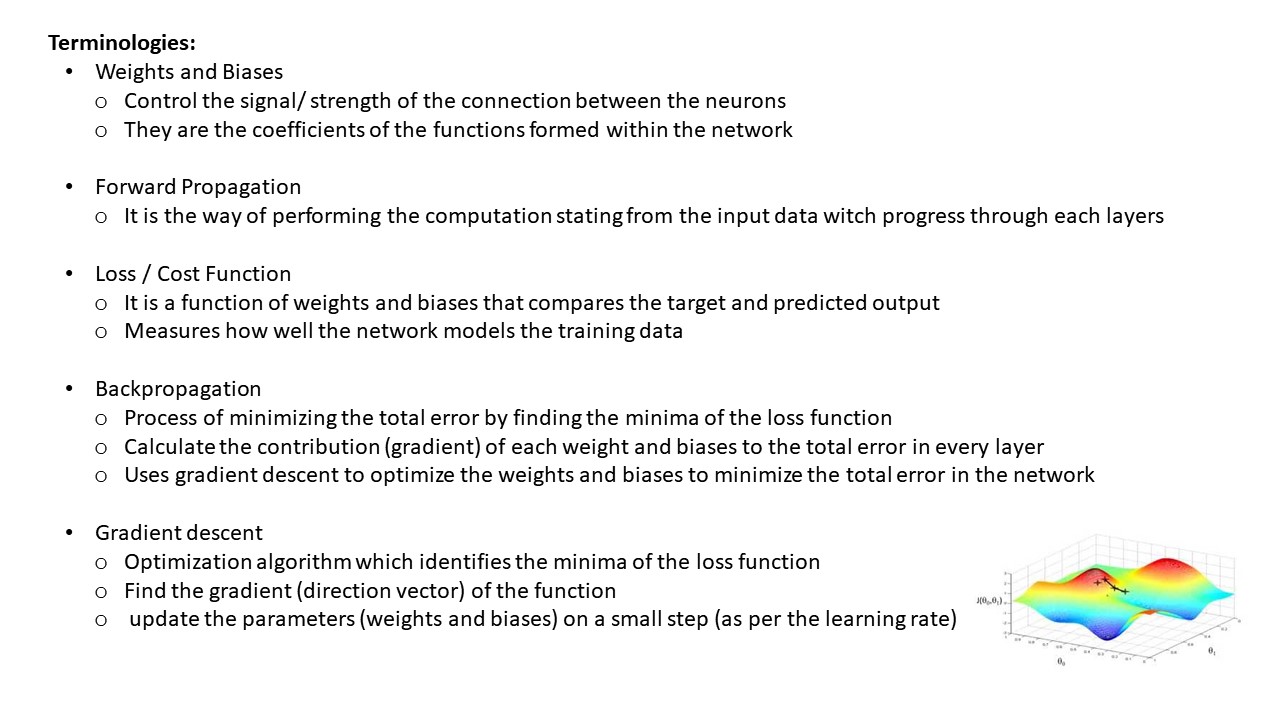 Terminologies:
• Weights and Biases
o Control the signal/ strength of the connection between the neurons
o They are the coefficients of the functions formed within the network
• Forward Propagation
o It is the way of performing the computation stating from the input data witch progress through each layers
• Loss / Cost Function
o It is a function of weights and biases that compares the target and predicted output
o Measures how well the network models the training data
• Backpropagation
o Process of minimizing the total error by finding the minima of the loss function
o Calculate the contribution (gradient) of each weight and biases to the total error in every layer
o Uses gradient descent to optimize the weights and biases to minimize the total error in the network
• Gradient descent
o Optimization algorithm which identifies the minima of the loss function
o Find the gradient (direction vector) of the function
o update the parameters (weights and biases) on a small step (as per the learning rate)
J(θ₀,θ₁)
θ₁
θ₀